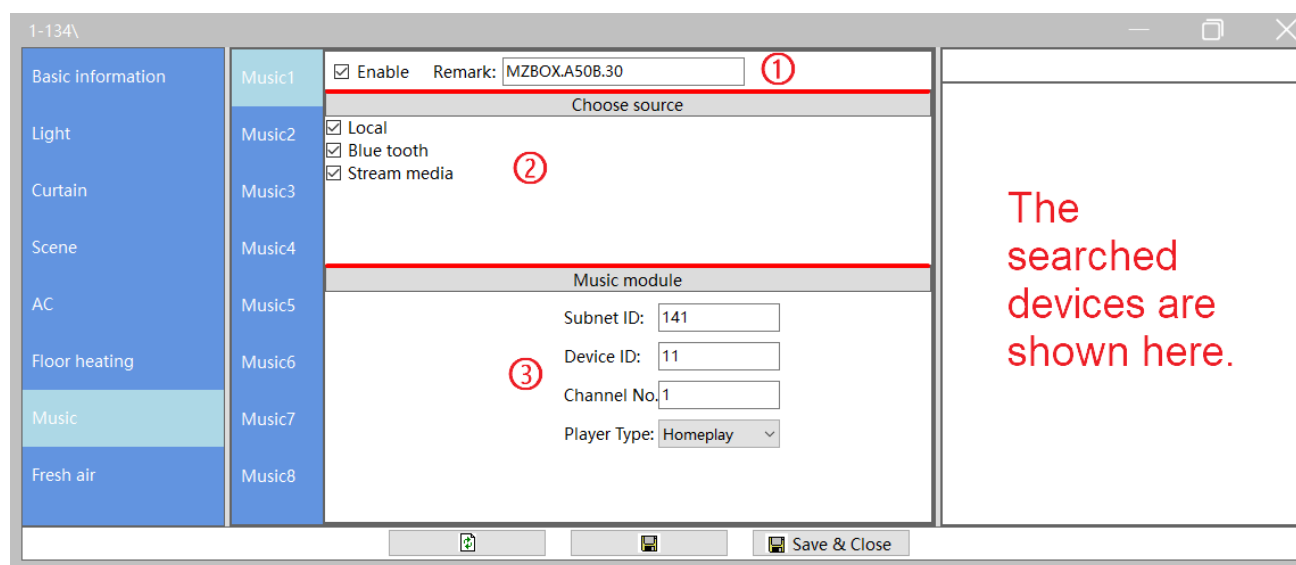 1-134\
Basic information
Light
Curtain
Scene
AC
Floor heating
Music
Fresh air
Music1
Music2
Music3
Music4
Music5
Music6
Music7
Music8
Enable Remark: MZBOX.A50B.30 ①
Choose source
Local
Blue tooth
Stream media
②
Music module
Subnet ID: 141
Device ID: 11
③
Channel No. 1
Player Type: Homeplay
The
searched
devices are
shown here.
Save & Close